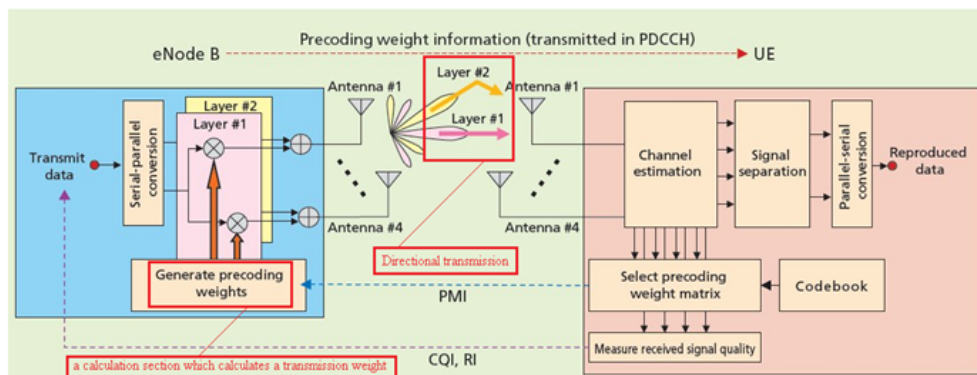 Precoding weight information (transmitted in PDCCH)
eNode B
UE
Antenna #1
Layer #2
Antenna #1
Layer #2
Layer #1
Layer #1
Transmit
data
Serial-parallel
conversion
Channel
estimation
Signal
separation
Parallel-serial
conversion
Reproduced
data
Antenna #4
Antenna #4
Directional transmission
Generate precoding
weights
PMI
Select precoding
weight matrix
Codebook
a calculation section which calculates a transmission weight
CQI, RI
Measure received signal quality